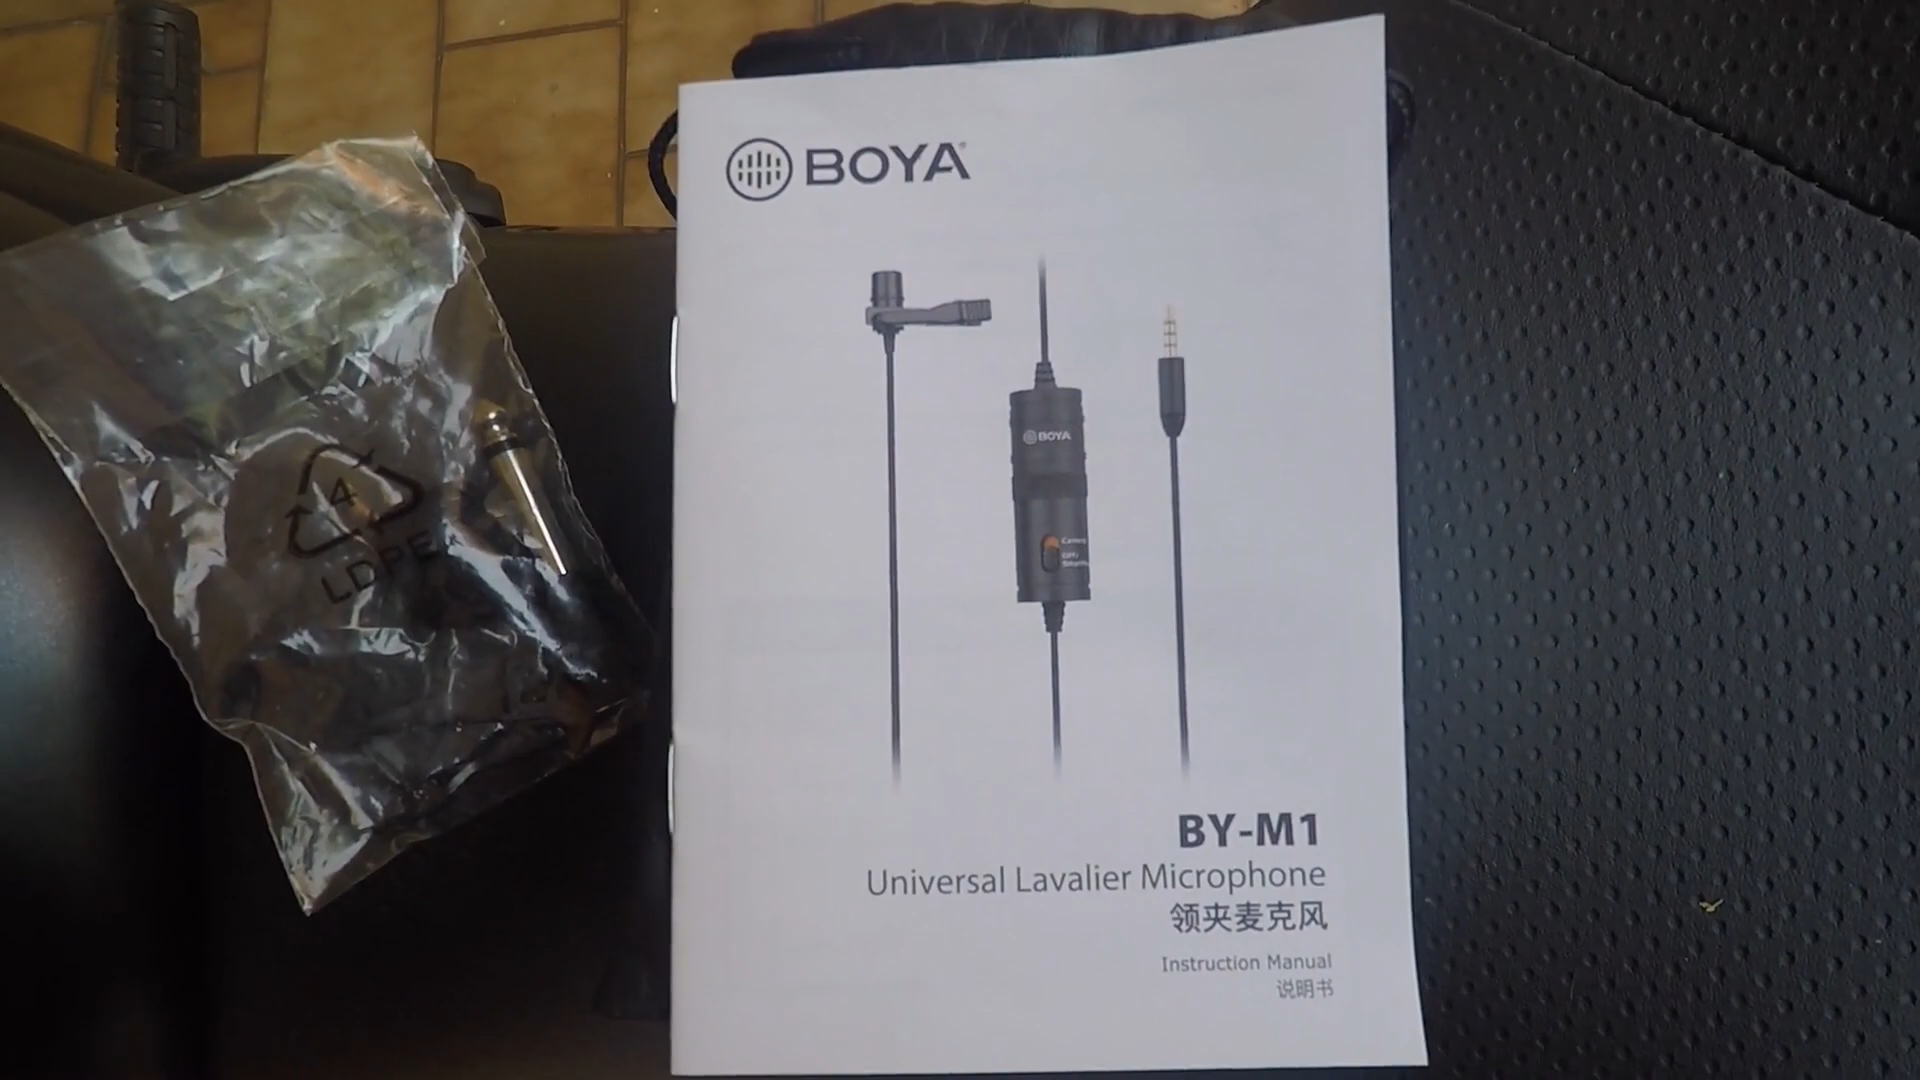 4
LDPE
BOYA
BOYA
Camera
BY-M1
Universal Lavalier Microphone
领夹麦克风
Instruction Manual
说明书